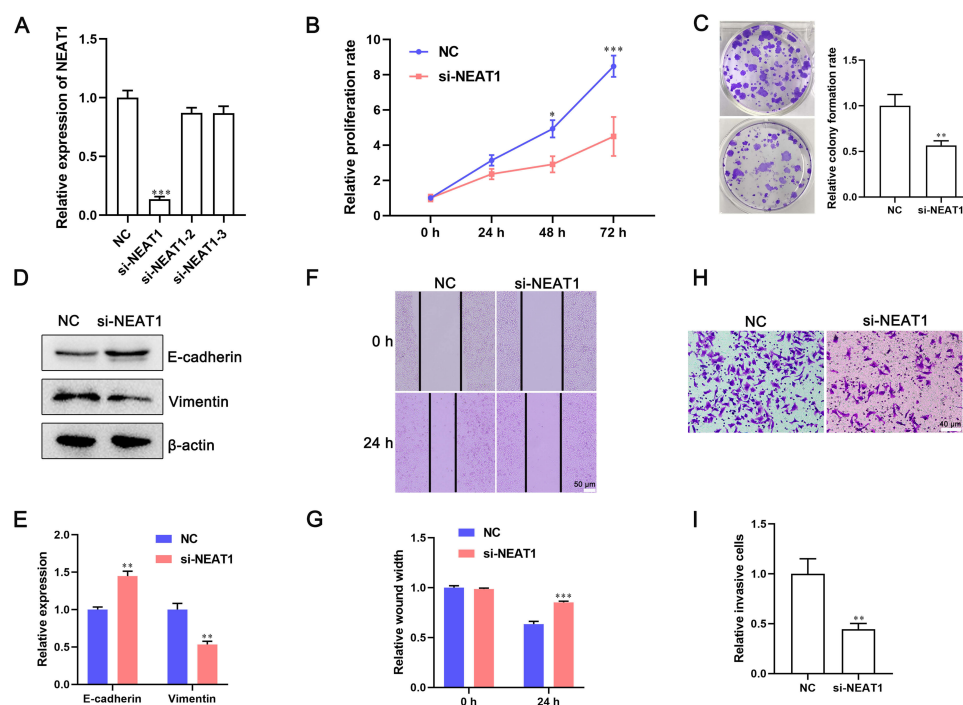 A
Relative expression of NEAT1
1.5
1.0
0.5
0.0
***
NC
si-NEAT1
si-NEAT1-2
si-NEAT1-3
B
Relative proliferation rate
10
8
6
4
2
0
NC
si-NEAT1
*
***
0 h
24 h
48 h
72 h
C
Relative colony formation rate
1.5
1.0
0.5
0.0
**
NC
si-NEAT1
D
NC si-NEAT1
E-cadherin
Vimentin
β-actin
E
Relative expression
2.0
1.5
1.0
0.5
0.0
NC
si-NEAT1
**
**
E-cadherin
Vimentin
F
NC
si-NEAT1
0 h
24 h
50 μm
G
Relative wound width
1.5
1.0
0.5
0.0
NC
si-NEAT1
***
0 h
24 h
H
NC
si-NEAT1
40 μm
I
Relative invasive cells
1.5
1.0
0.5
0.0
**
NC
si-NEAT1